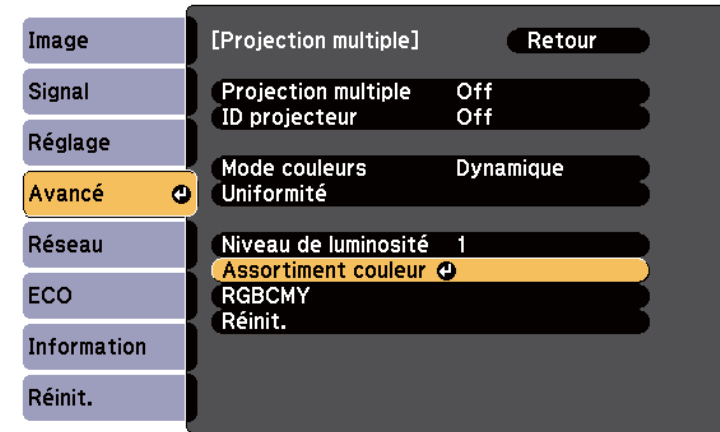 Image
Signal
Réglage
Avancé
Réseau
ECO
Information
Réinit.
[Projection multiple] Retour
Projection multiple Off
ID projecteur Off
Mode couleurs Dynamique
Uniformité
Niveau de luminosité 1
Assortiment couleur
RGBCMY
Réinit.